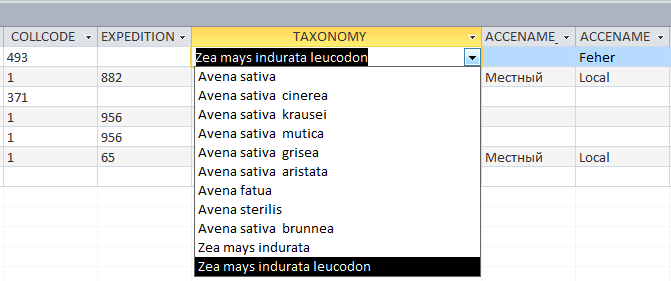 COLLCODE EXPEDITION TAXONOMY ACCENAME_ ACCENAME
493 Zea mays indurata leucodon Feher
1 882 Avena sativa Местный Local
371 Avena sativa cinerea
1 956 Avena sativa krausei
1 956 Avena sativa mutica
1 65 Avena sativa grisea Местный Local
Avena sativa aristata
Avena fatua
Avena sterilis
Avena sativa brunnea
Zea mays indurata
Zea mays indurata leucodon